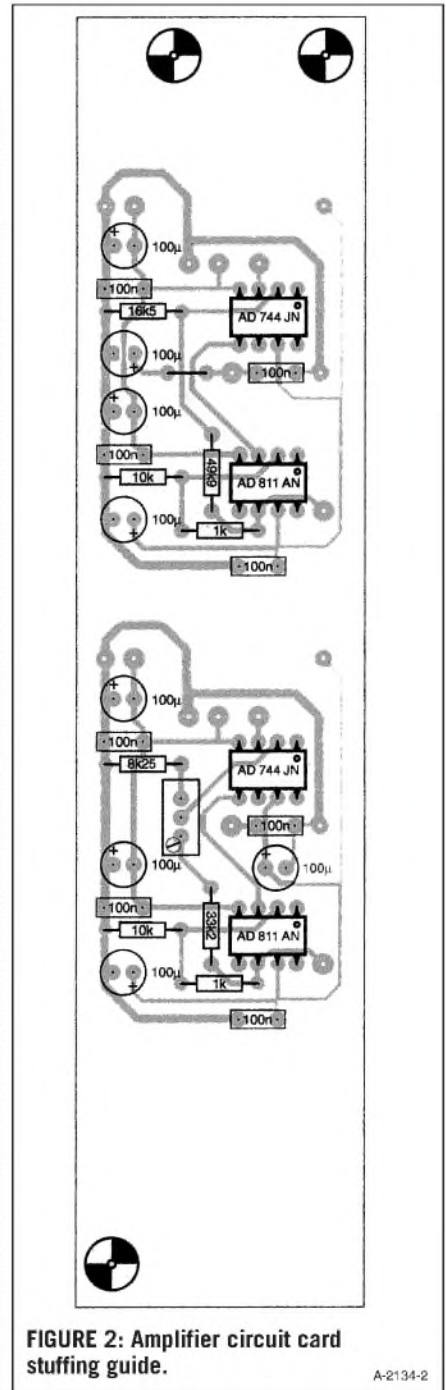 +
100µ
100n
16k5
AD 744 JN
100µ
+
100n
+
100µ
100n
49k9
AD 811 AN
10k
100µ
+
1k
100n
+
100µ
100n
AD 744 JN
8k25
100n
+
100µ
+
100µ
100n
33k2
AD 811 AN
10k
100µ
+
1k
100n
FIGURE 2: Amplifier circuit card
stuffing guide.
A-2134-2